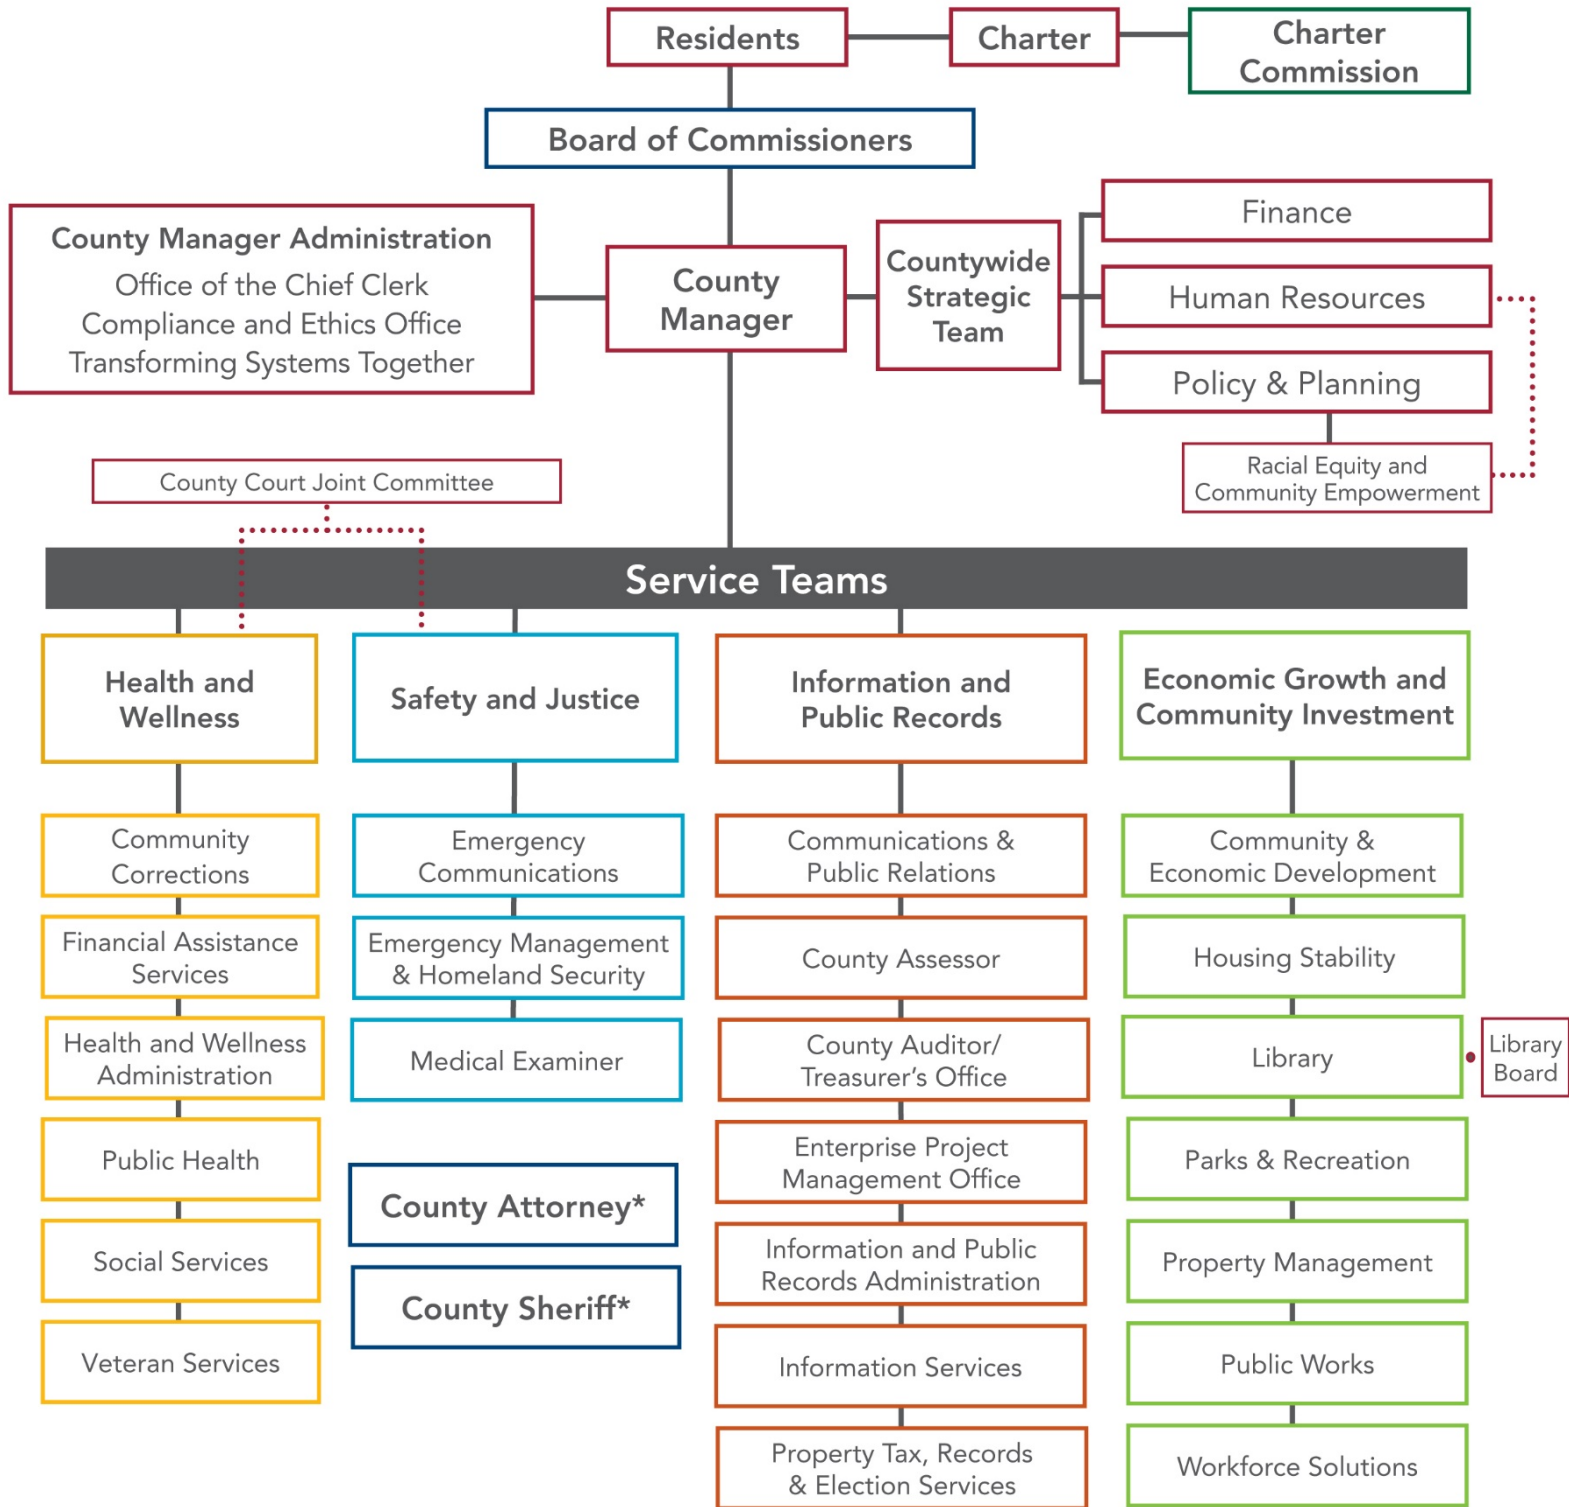 Residents
Charter
Charter
Commission
Board of Commissioners
County Manager Administration
Office of the Chief Clerk
Compliance and Ethics Office
Transforming Systems Together
County
Manager
Countywide
Strategic
Team
Finance
Human Resources
Policy & Planning
Racial Equity and
Community Empowerment
County Court Joint Committee
Service Teams
Health and
Wellness
Community
Corrections
Financial Assistance
Services
Health and Wellness
Administration
Public Health
Social Services
Veteran Services
Safety and Justice
Emergency
Communications
Emergency Management
& Homeland Security
Medical Examiner
County Attorney*
County Sheriff*
Information and
Public Records
Communications &
Public Relations
County Assessor
County Auditor/
Treasurer's Office
Enterprise Project
Management Office
Information and Public
Records Administration
Information Services
Property Tax, Records
& Election Services
Economic Growth and
Community Investment
Community &
Economic Development
Housing Stability
Library
Library
Board
Parks & Recreation
Property Management
Public Works
Workforce Solutions